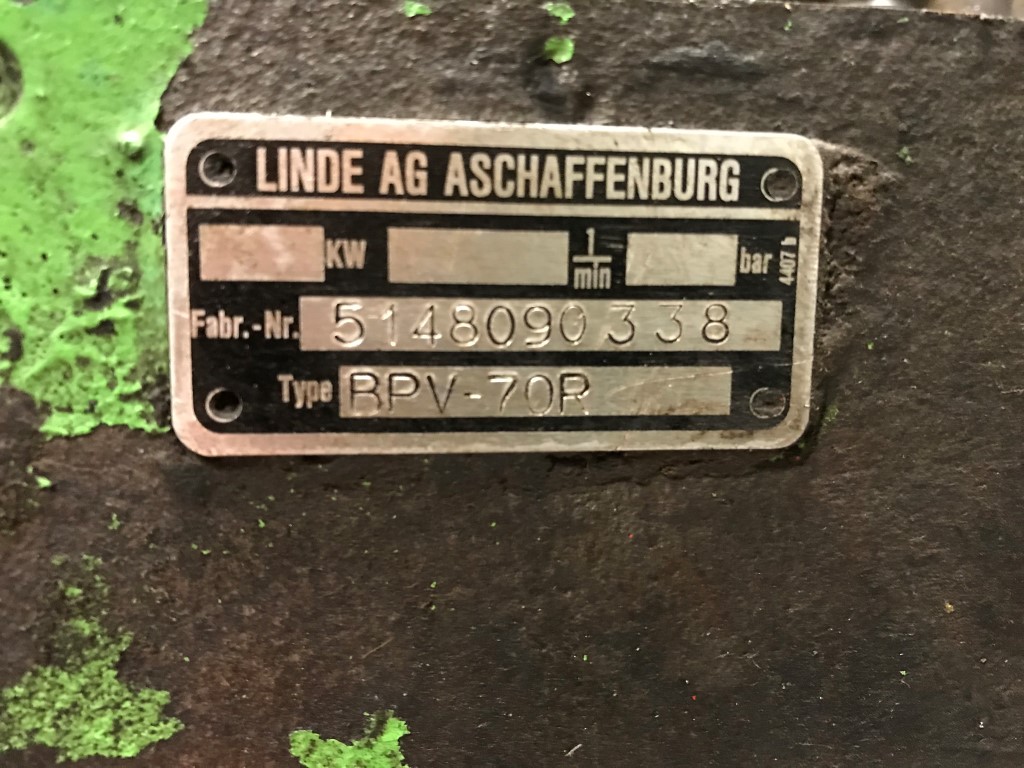 LINDE AG ASCHAFFENBURG
KW 1/min bar
4407 h
Fabr.-Nr. 5148090338
Type BPV-70R